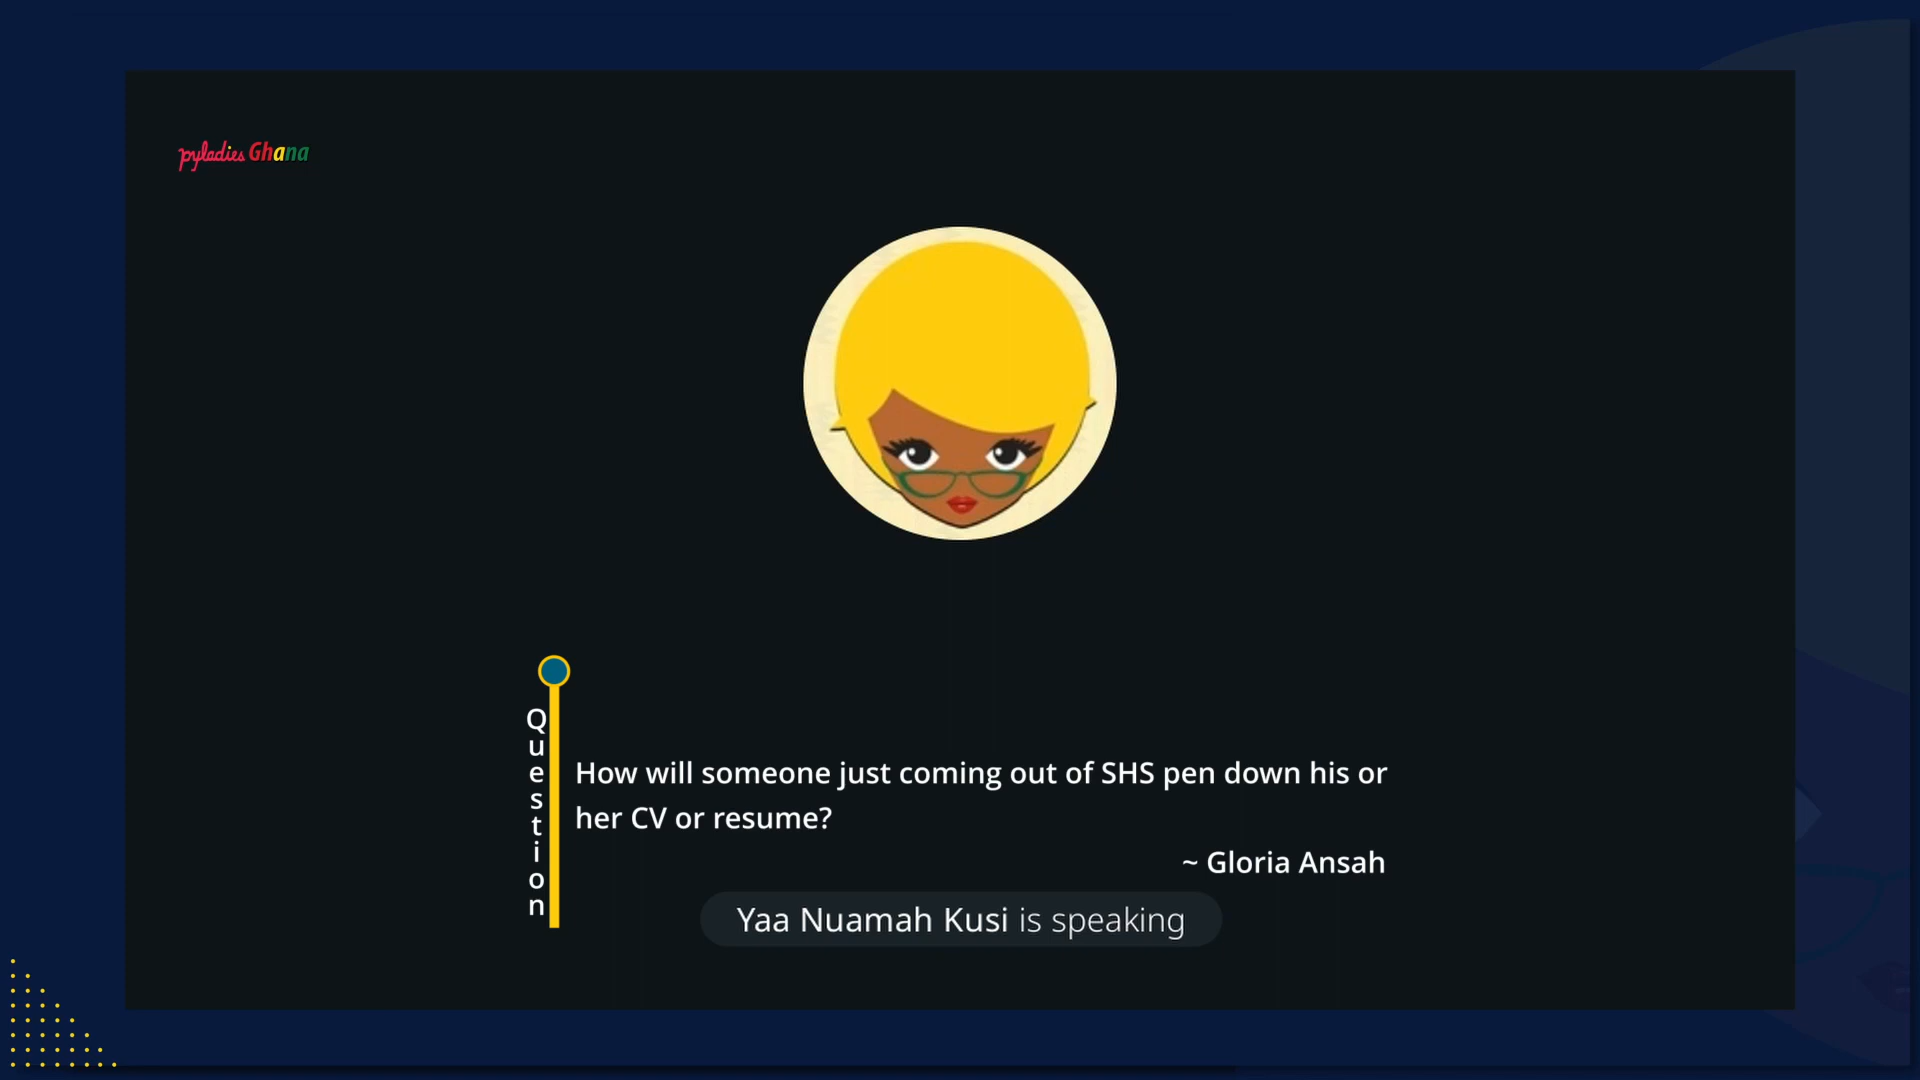 pyladies Ghana
Question
How will someone just coming out of SHS pen down his or
her CV or resume?
~ Gloria Ansah
Yaa Nuamah Kusi is speaking